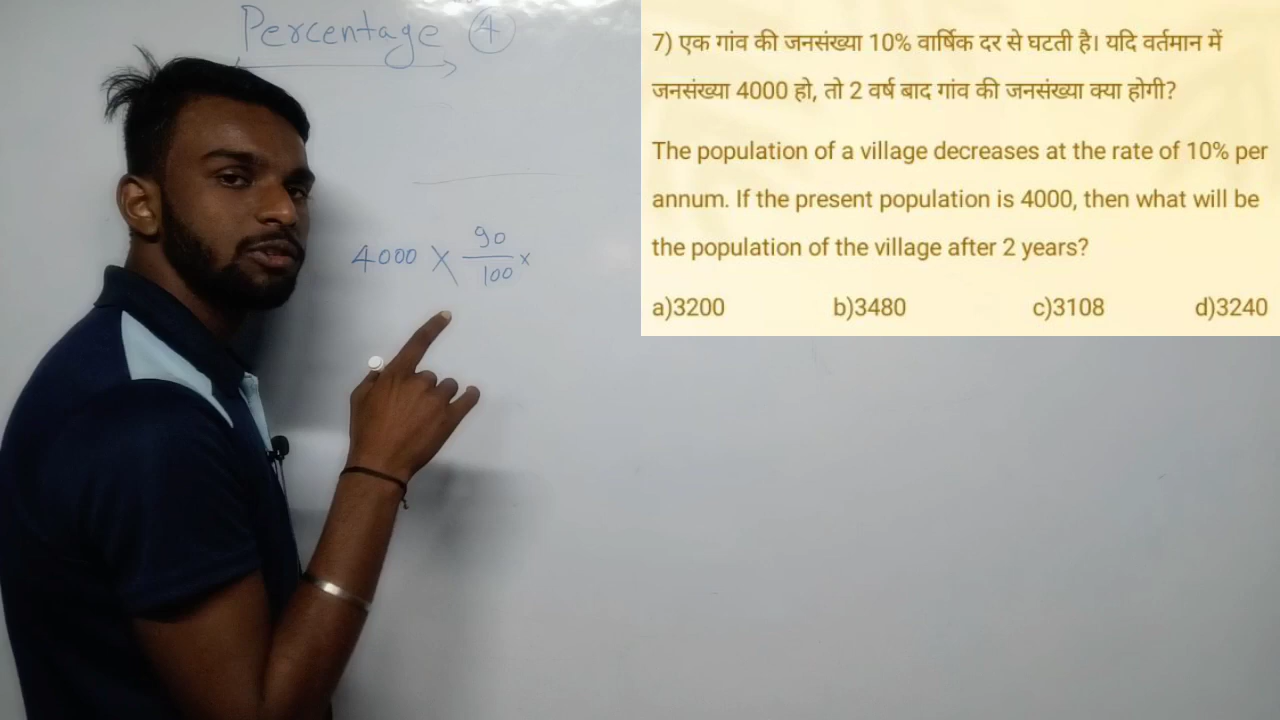 Percentage 4
4000 × 90/100 ×
7) एक गांव की जनसंख्या 10% वार्षिक दर से घटती है। यदि वर्तमान में
जनसंख्या 4000 हो, तो 2 वर्ष बाद गांव की जनसंख्या क्या होगी?
The population of a village decreases at the rate of 10% per
annum. If the present population is 4000, then what will be
the population of the village after 2 years?
a)3200 b)3480 c)3108 d)3240